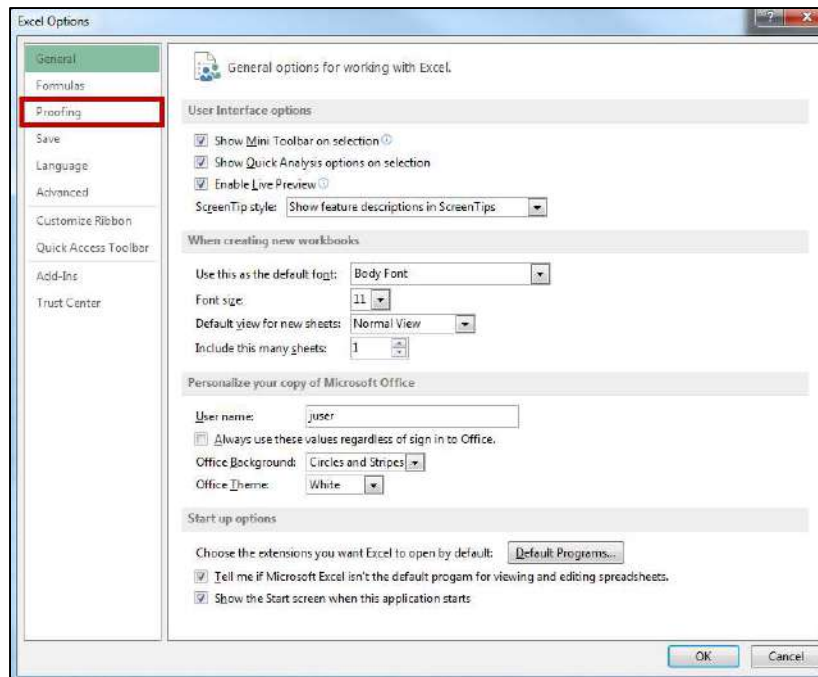 Excel Options
?
General
Formulas
Proofing
Save
Language
Advanced
Customize Ribbon
Quick Access Toolbar
Add-Ins
Trust Center
General options for working with Excel.
User Interface options
Show Mini Toolbar on selection
Show Quick Analysis options on selection
Enable Live Preview
ScreenTip style: Show feature descriptions in ScreenTips
When creating new workbooks
Use this as the default font: Body Font
Font size: 11
Default view for new sheets: Normal View
Include this many sheets: 1
Personalize your copy of Microsoft Office
User name: juser
Always use these values regardless of sign in to Office.
Office Background: Circles and Stripes
Office Theme: White
Start up options
Choose the extensions you want Excel to open by default: Default Programs...
Tell me if Microsoft Excel isn't the default progam for viewing and editing spreadsheets.
Show the Start screen when this application starts
OK Cancel